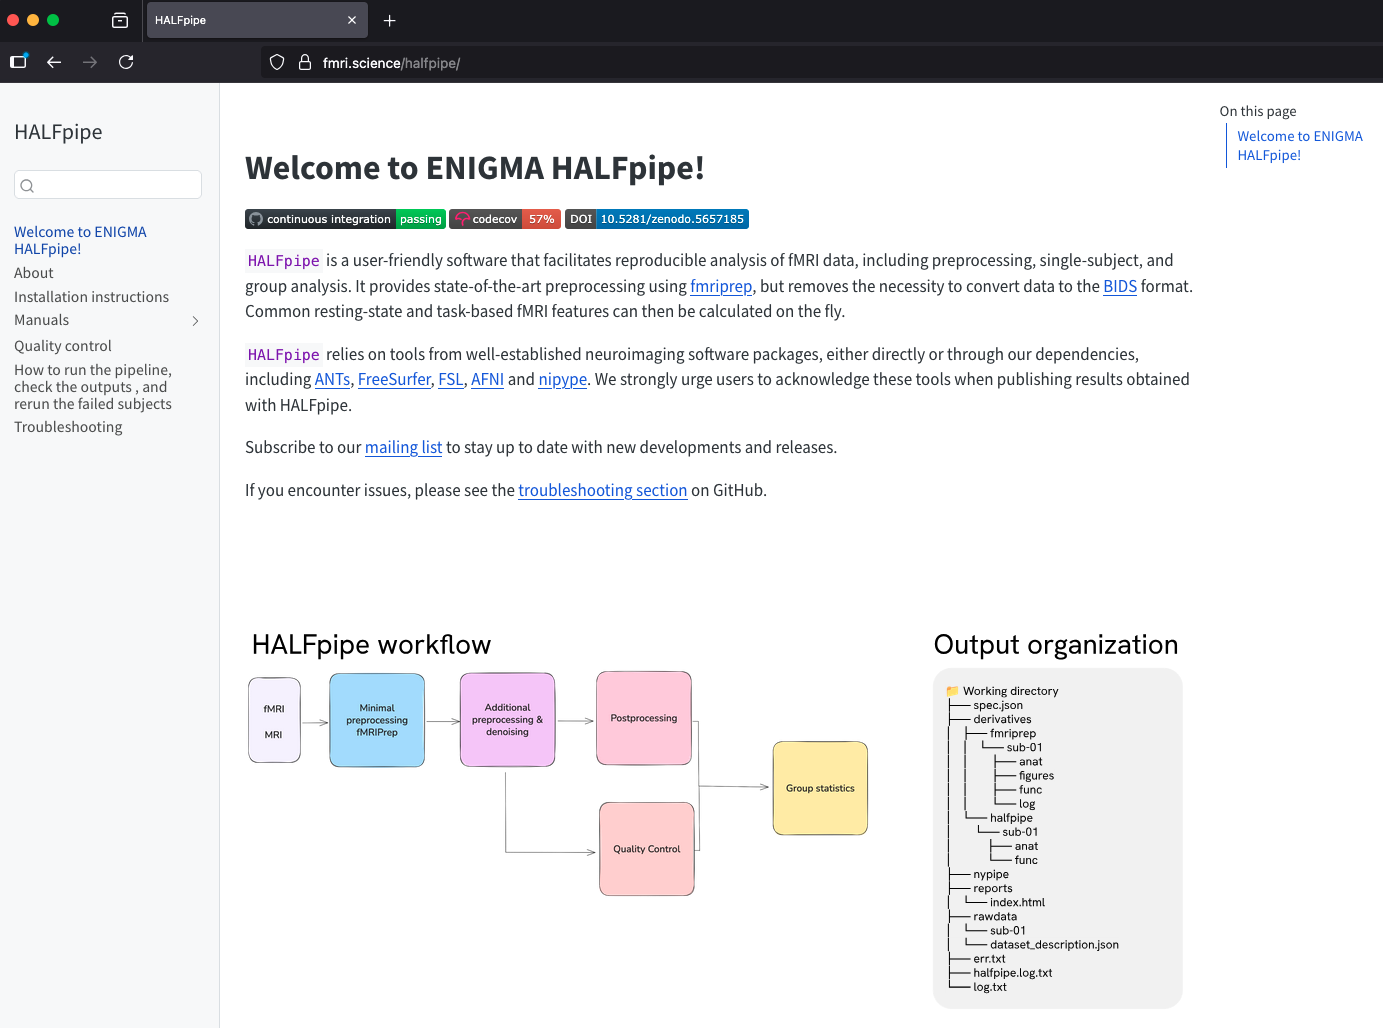 HALFpipe
fmri.science/halfpipe/
HALFpipe
Welcome to ENIGMA
HALFpipe!
About
Installation instructions
Manuals
Quality control
How to run the pipeline,
check the outputs , and
rerun the failed subjects
Troubleshooting
Welcome to ENIGMA HALFpipe!
continuous integration passing codecov 57% DOI 10.5281/zenodo.5657185
HALFpipe is a user-friendly software that facilitates reproducible analysis of fMRI data, including preprocessing, single-subject, and
group analysis. It provides state-of-the-art preprocessing using fmriprep, but removes the necessity to convert data to the BIDS format.
Common resting-state and task-based fMRI features can then be calculated on the fly.
HALFpipe relies on tools from well-established neuroimaging software packages, either directly or through our dependencies,
including ANTs, FreeSurfer, FSL, AFNI and nipype. We strongly urge users to acknowledge these tools when publishing results obtained
with HALFpipe.
Subscribe to our mailing list to stay up to date with new developments and releases.
If you encounter issues, please see the troubleshooting section on GitHub.
On this page
Welcome to ENIGMA
HALFpipe!
HALFpipe workflow
fMRI
MRI
Minimal
preprocessing
fMRIPrep
Additional
preprocessing &
denoising
Postprocessing
Quality Control
Group statistics
Output organization
Working directory
spec.json
derivatives
fmriprep
sub-01
anat
figures
func
log
halfpipe
sub-01
anat
func
nypipe
reports
index.html
rawdata
sub-01
dataset_description.json
err.txt
halfpipe.log.txt
log.txt